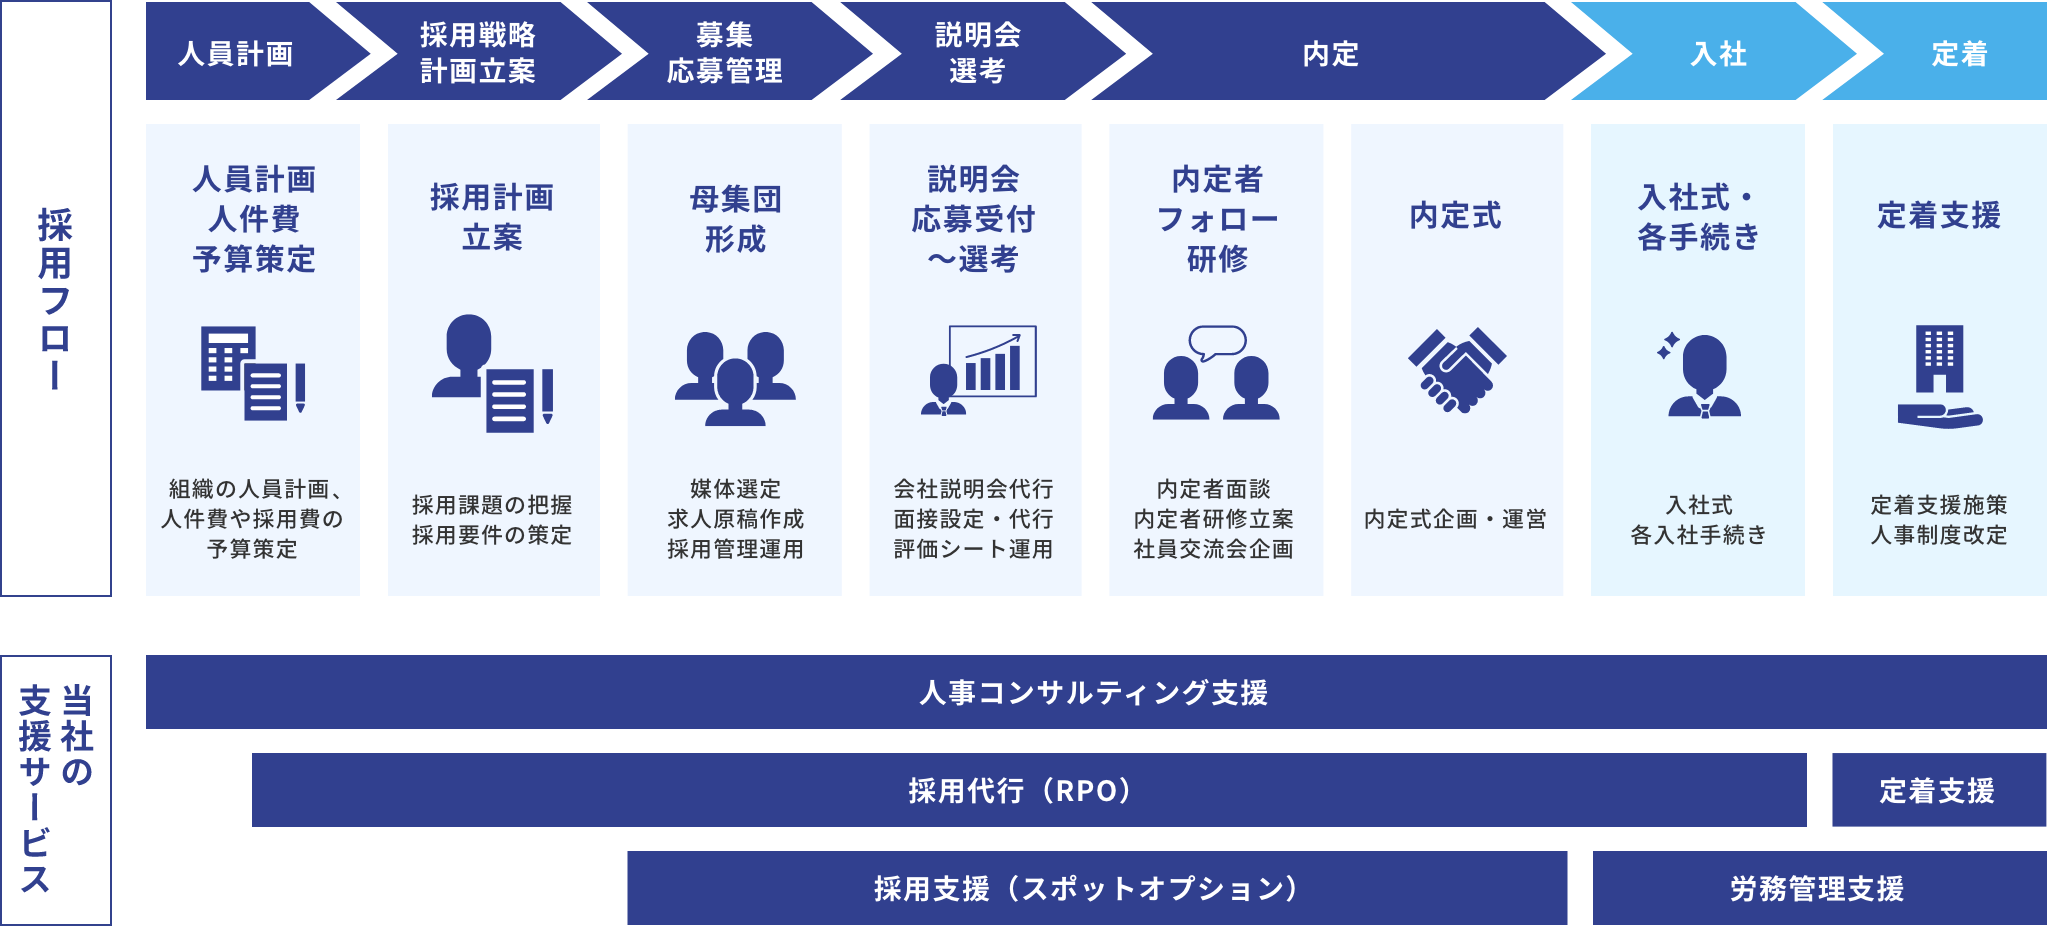 採用フロー
人員計画
採用戦略
計画立案
募集
応募管理
説明会
選考
内定
入社
定着
人員計画
人件費
予算策定
組織の人員計画、
人件費や採用費の
予算策定
採用計画
立案
採用課題の把握
採用要件の策定
母集団
形成
媒体選定
求人原稿作成
採用管理運用
説明会
応募受付
～選考
会社説明会代行
面接設定・代行
評価シート運用
内定者
フォロー
研修
内定者面談
内定者研修立案
社員交流会企画
内定式
内定式企画・運営
入社式・
各手続き
入社式
各入社手続き
定着支援
定着支援施策
人事制度改定
当社の
支援サービス
人事コンサルティング支援
採用代行（RPO）
定着支援
採用支援（スポットオプション）
労務管理支援